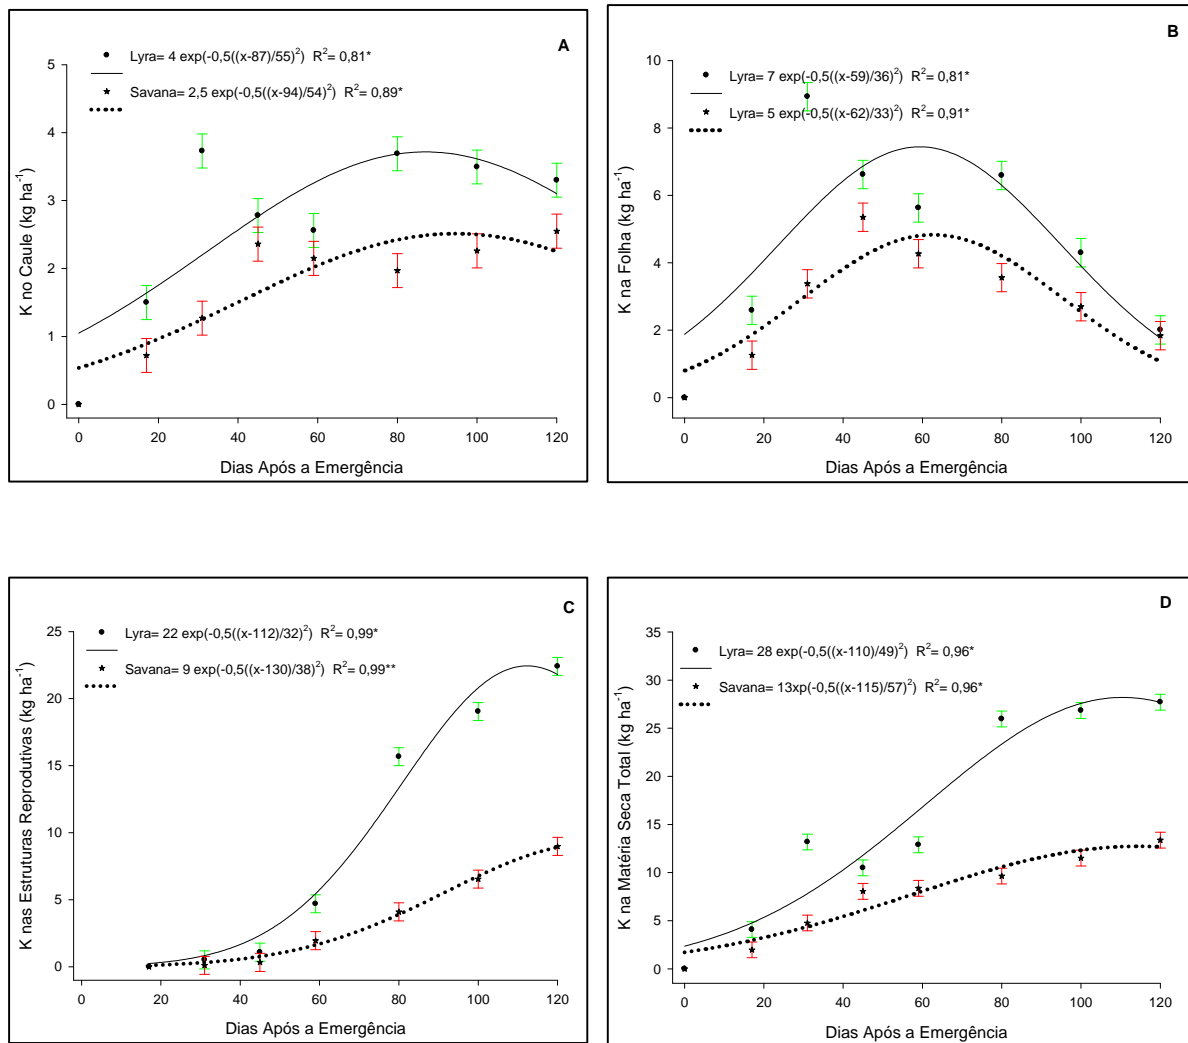 A
Lyra= 4 exp(-0,5((x-87)/55)²) R²= 0,81*
Savana= 2,5 exp(-0,5((x-94)/54)²) R²= 0,89*
K no Caule (kg ha⁻¹)
5
4
3
2
1
0
0 20 40 60 80 100 120
Dias Após a Emergência
B
Lyra= 7 exp(-0,5((x-59)/36)²) R²= 0,81*
Lyra= 5 exp(-0,5((x-62)/33)²) R²= 0,91*
K na Folha (kg ha⁻¹)
10
8
6
4
2
0
0 20 40 60 80 100 120
Dias Após a Emergência
C
Lyra= 22 exp(-0,5((x-112)/32)²) R²= 0,99*
Savana= 9 exp(-0,5((x-130)/38)²) R²= 0,99**
K nas Estruturas Reprodutivas (kg ha⁻¹)
25
20
15
10
5
0
0 20 40 60 80 100 120
Dias Após a Emergência
D
Lyra= 28 exp(-0,5((x-110)/49)²) R²= 0,96*
Savana= 13xp(-0,5((x-115)/57)²) R²= 0,96*
K na Matéria Seca Total (kg ha⁻¹)
35
30
25
20
15
10
5
0
0 20 40 60 80 100 120
Dias Após a Emergência